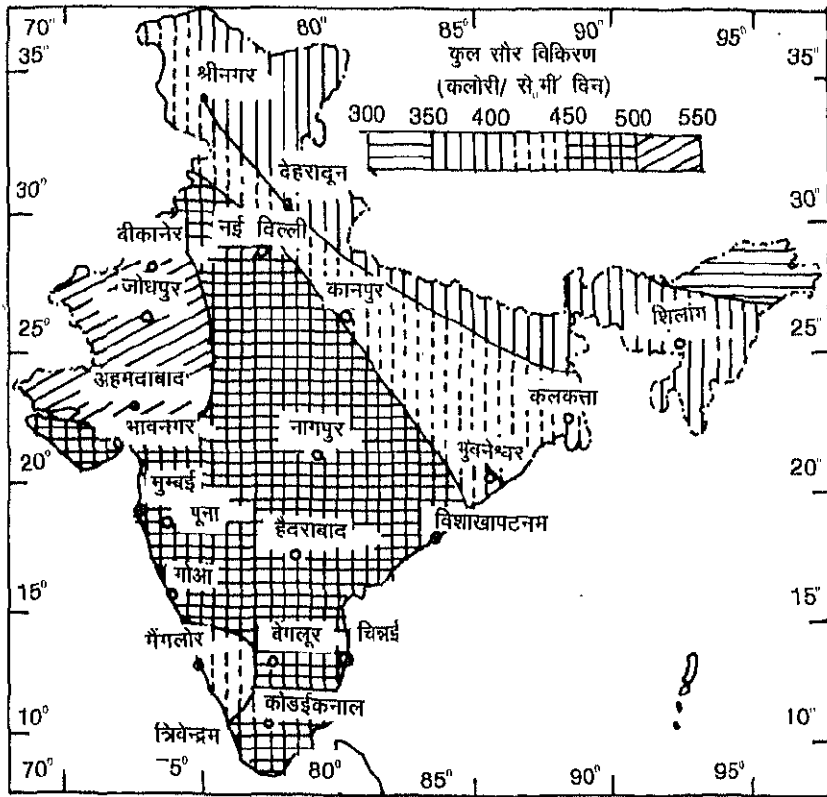 70° 80° 85° 90° 95°
35° 35°
कुल सौर विकिरण
(कलोरी/ से॰मी दिन)
300 350 400 450 500 550
श्रीनगर
देहरादून
30° 30°
बीकानेर नई दिल्ली
जोधपुर कानपुर
शिलांग
25° 25°
अहमदाबाद
कलकत्ता
भावनगर नागपुर
भुवनेश्वर
20° 20°
मुम्बई
पूना हैदराबाद विशाखापटनम
गोआ
15° 15°
मैंगलोर बेंगलूर चिन्नई
कोडईकनाल
10° 10°
त्रिवेन्द्रम
70° 75° 80° 85° 90° 95°